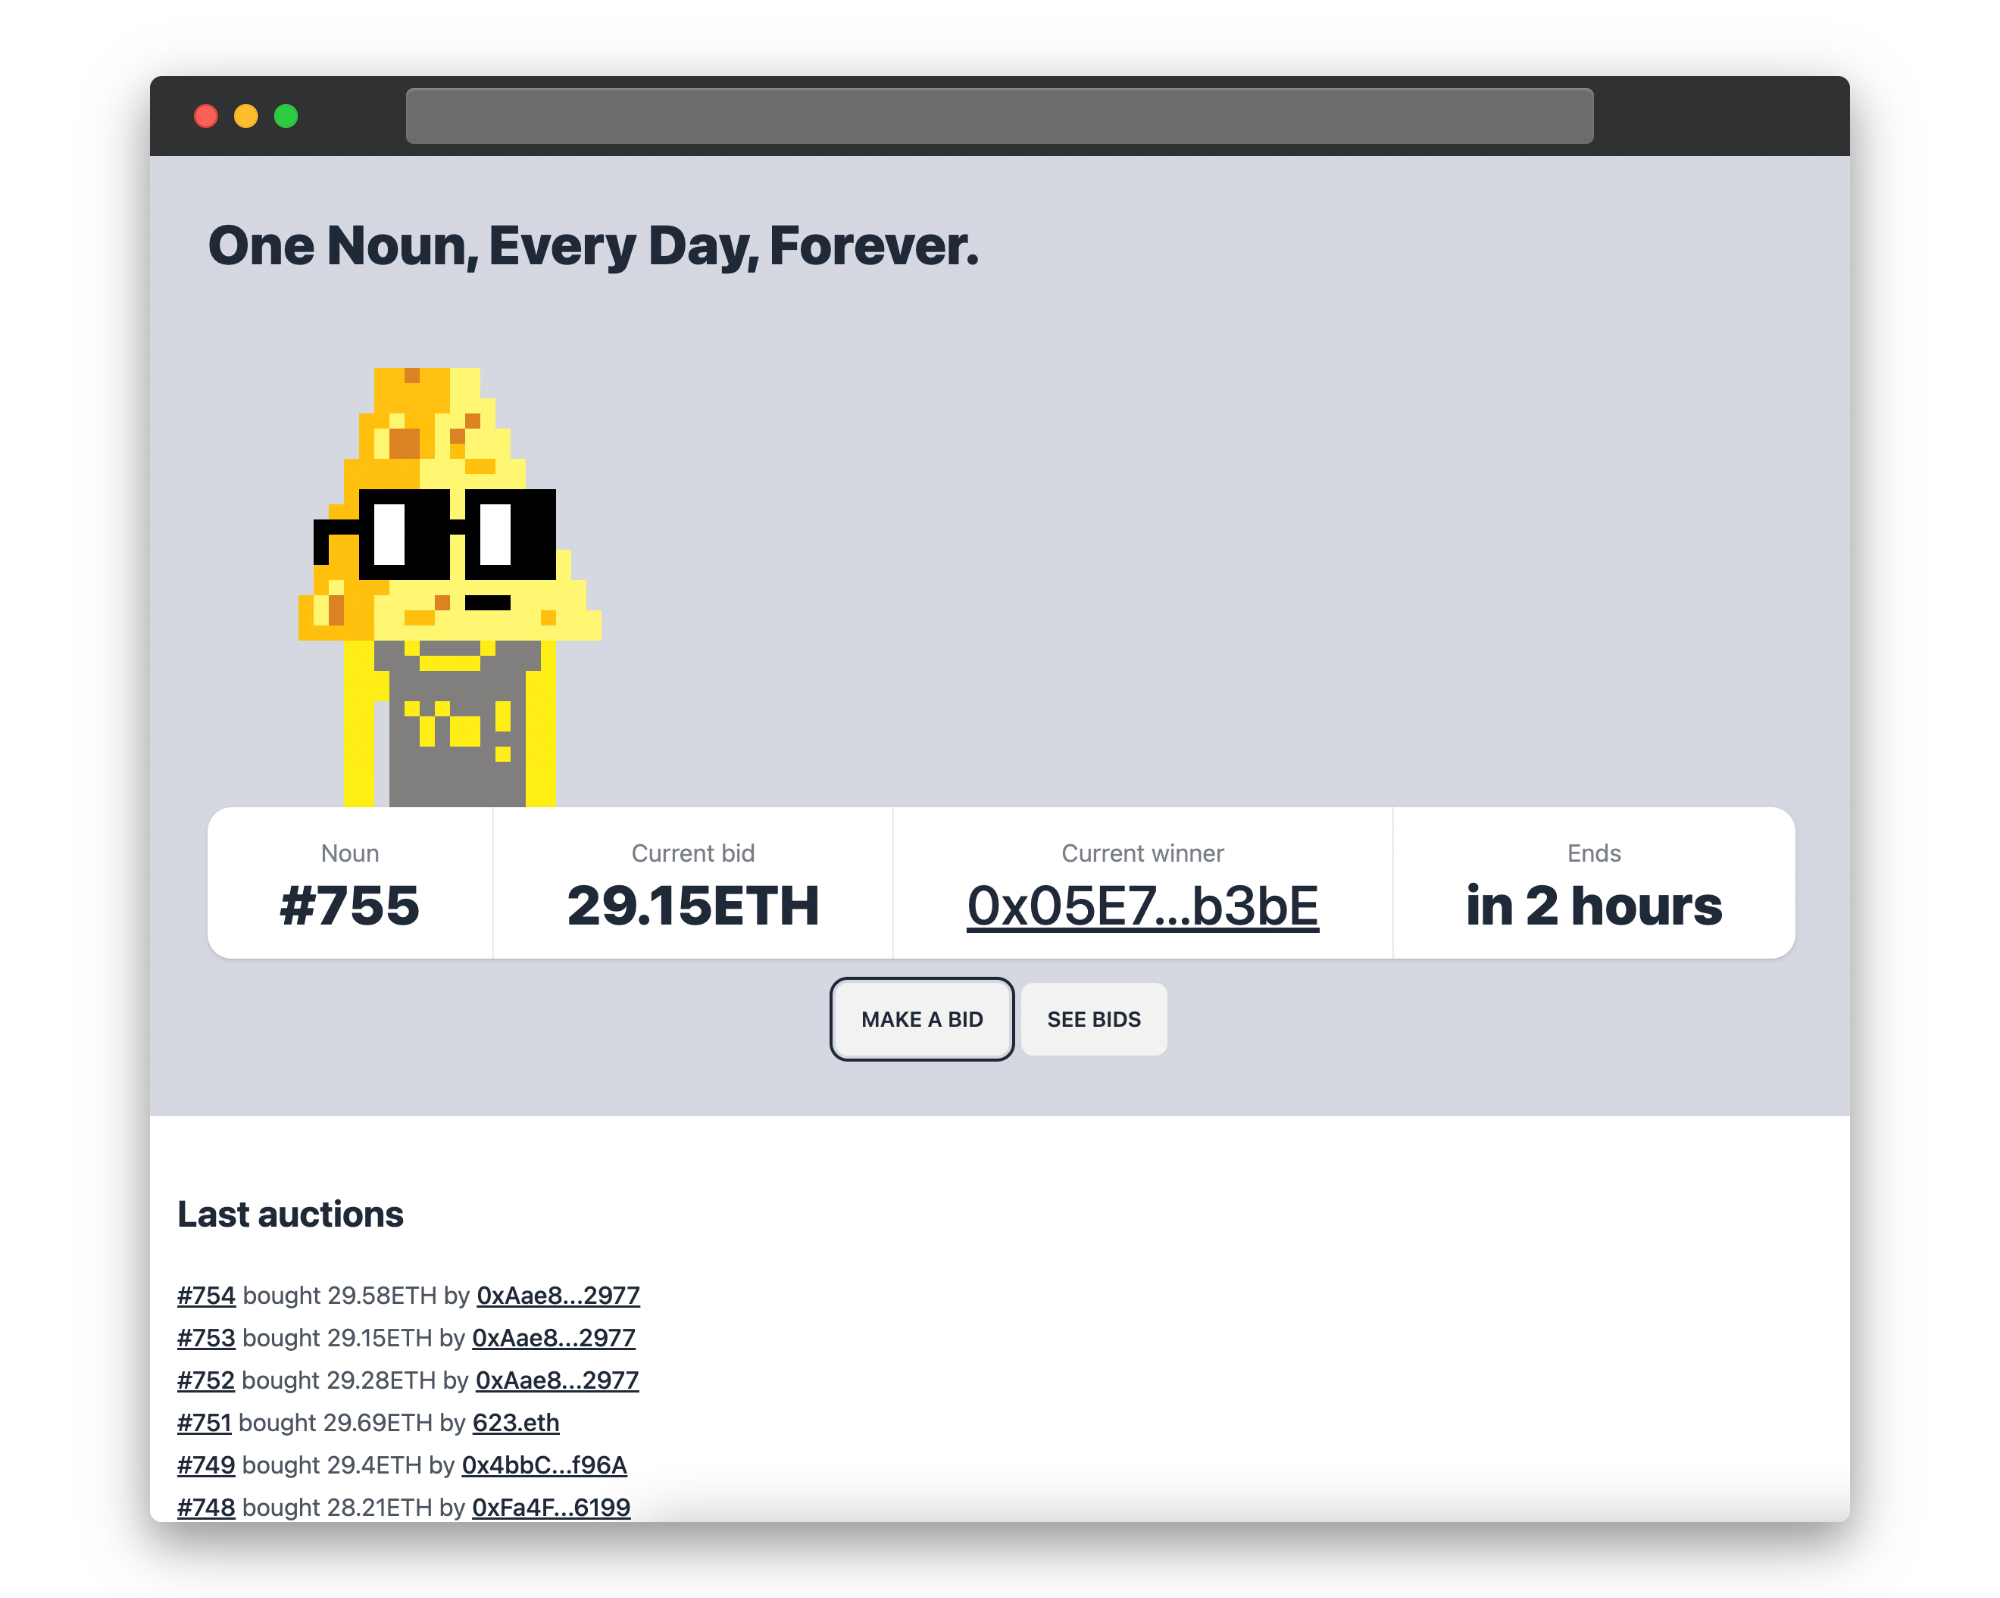 One Noun, Every Day, Forever.
Noun
#755
Current bid
29.15ETH
Current winner
0x05E7...b3bE
Ends
in 2 hours
MAKE A BID
SEE BIDS
Last auctions
#754 bought 29.58ETH by 0xAae8...2977
#753 bought 29.15ETH by 0xAae8...2977
#752 bought 29.28ETH by 0xAae8...2977
#751 bought 29.69ETH by 623.eth
#749 bought 29.4ETH by 0x4bbC...f96A
#748 bought 28.21ETH by 0xFa4F...6199